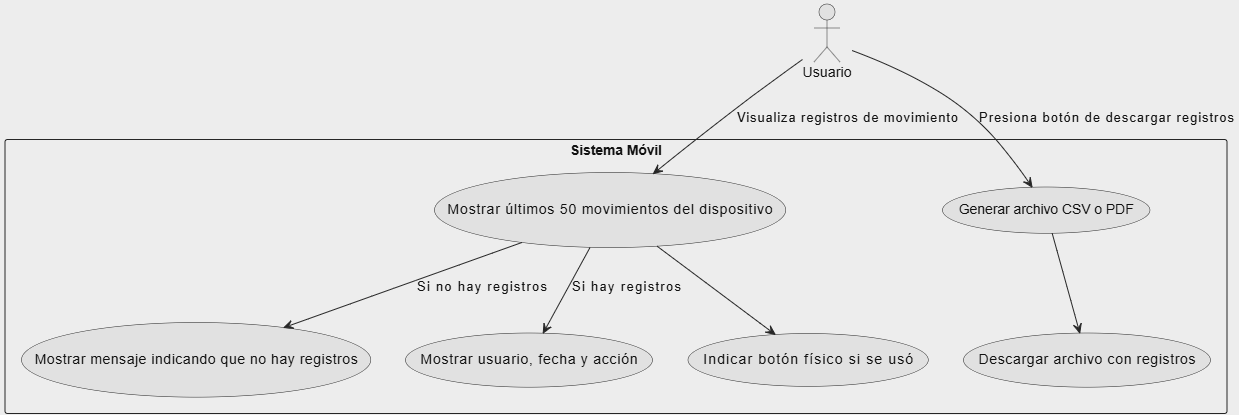 Usuario
Visualiza registros de movimiento
Presiona botón de descargar registros
Sistema Móvil
Mostrar últimos 50 movimientos del dispositivo
Generar archivo CSV o PDF
Si no hay registros
Si hay registros
Mostrar mensaje indicando que no hay registros
Mostrar usuario, fecha y acción
Indicar botón físico si se usó
Descargar archivo con registros